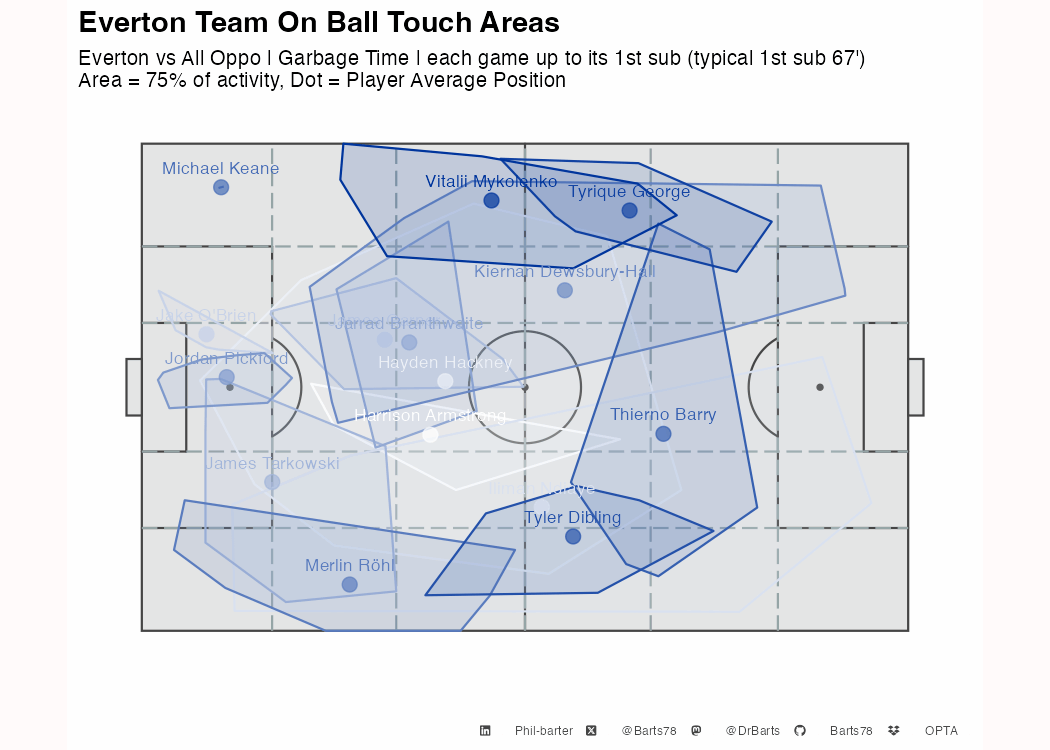 Everton Team On Ball Touch Areas
Everton vs All Oppo | Garbage Time | each game up to its 1st sub (typical 1st sub 67')
Area = 75% of activity, Dot = Player Average Position
Michael Keane
Vitalii Mykolenko
Tyrique George
Kiernan Dewsbury-Hall
Jake O'Brien
Jarrad Branthwaite
Jordan Pickford
Hayden Hackney
Harrison Armstrong
Thierno Barry
James Tarkowski
Iliman Ndiaye
Tyler Dibling
Merlin Röhl
Phil-barter @Barts78 @DrBarts Barts78 OPTA